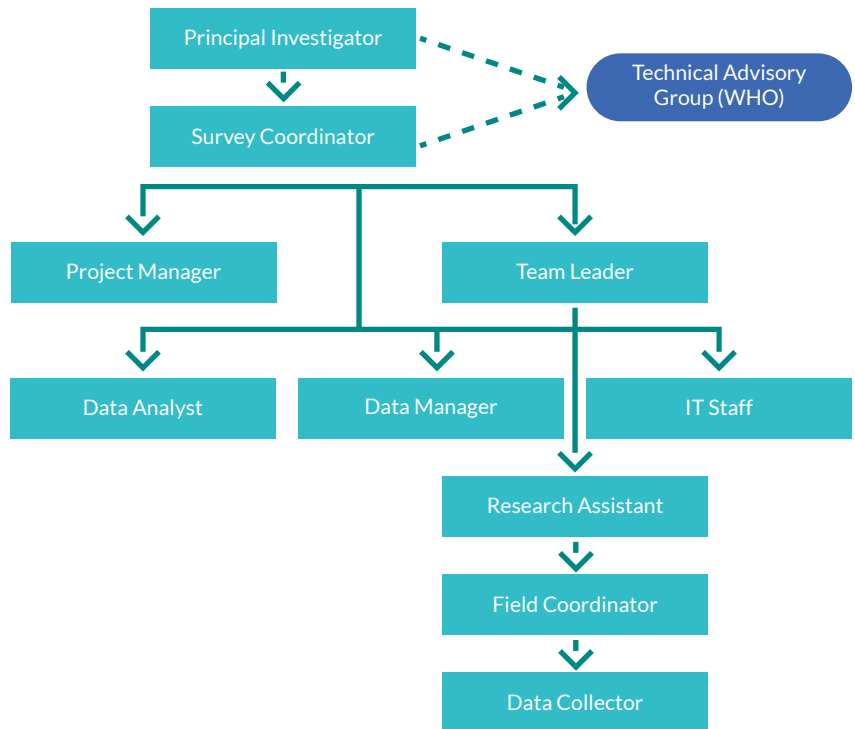 Principal Investigator
Technical Advisory
Group (WHO)
Survey Coordinator
Project Manager
Team Leader
Data Analyst
Data Manager
IT Staff
Research Assistant
Field Coordinator
Data Collector